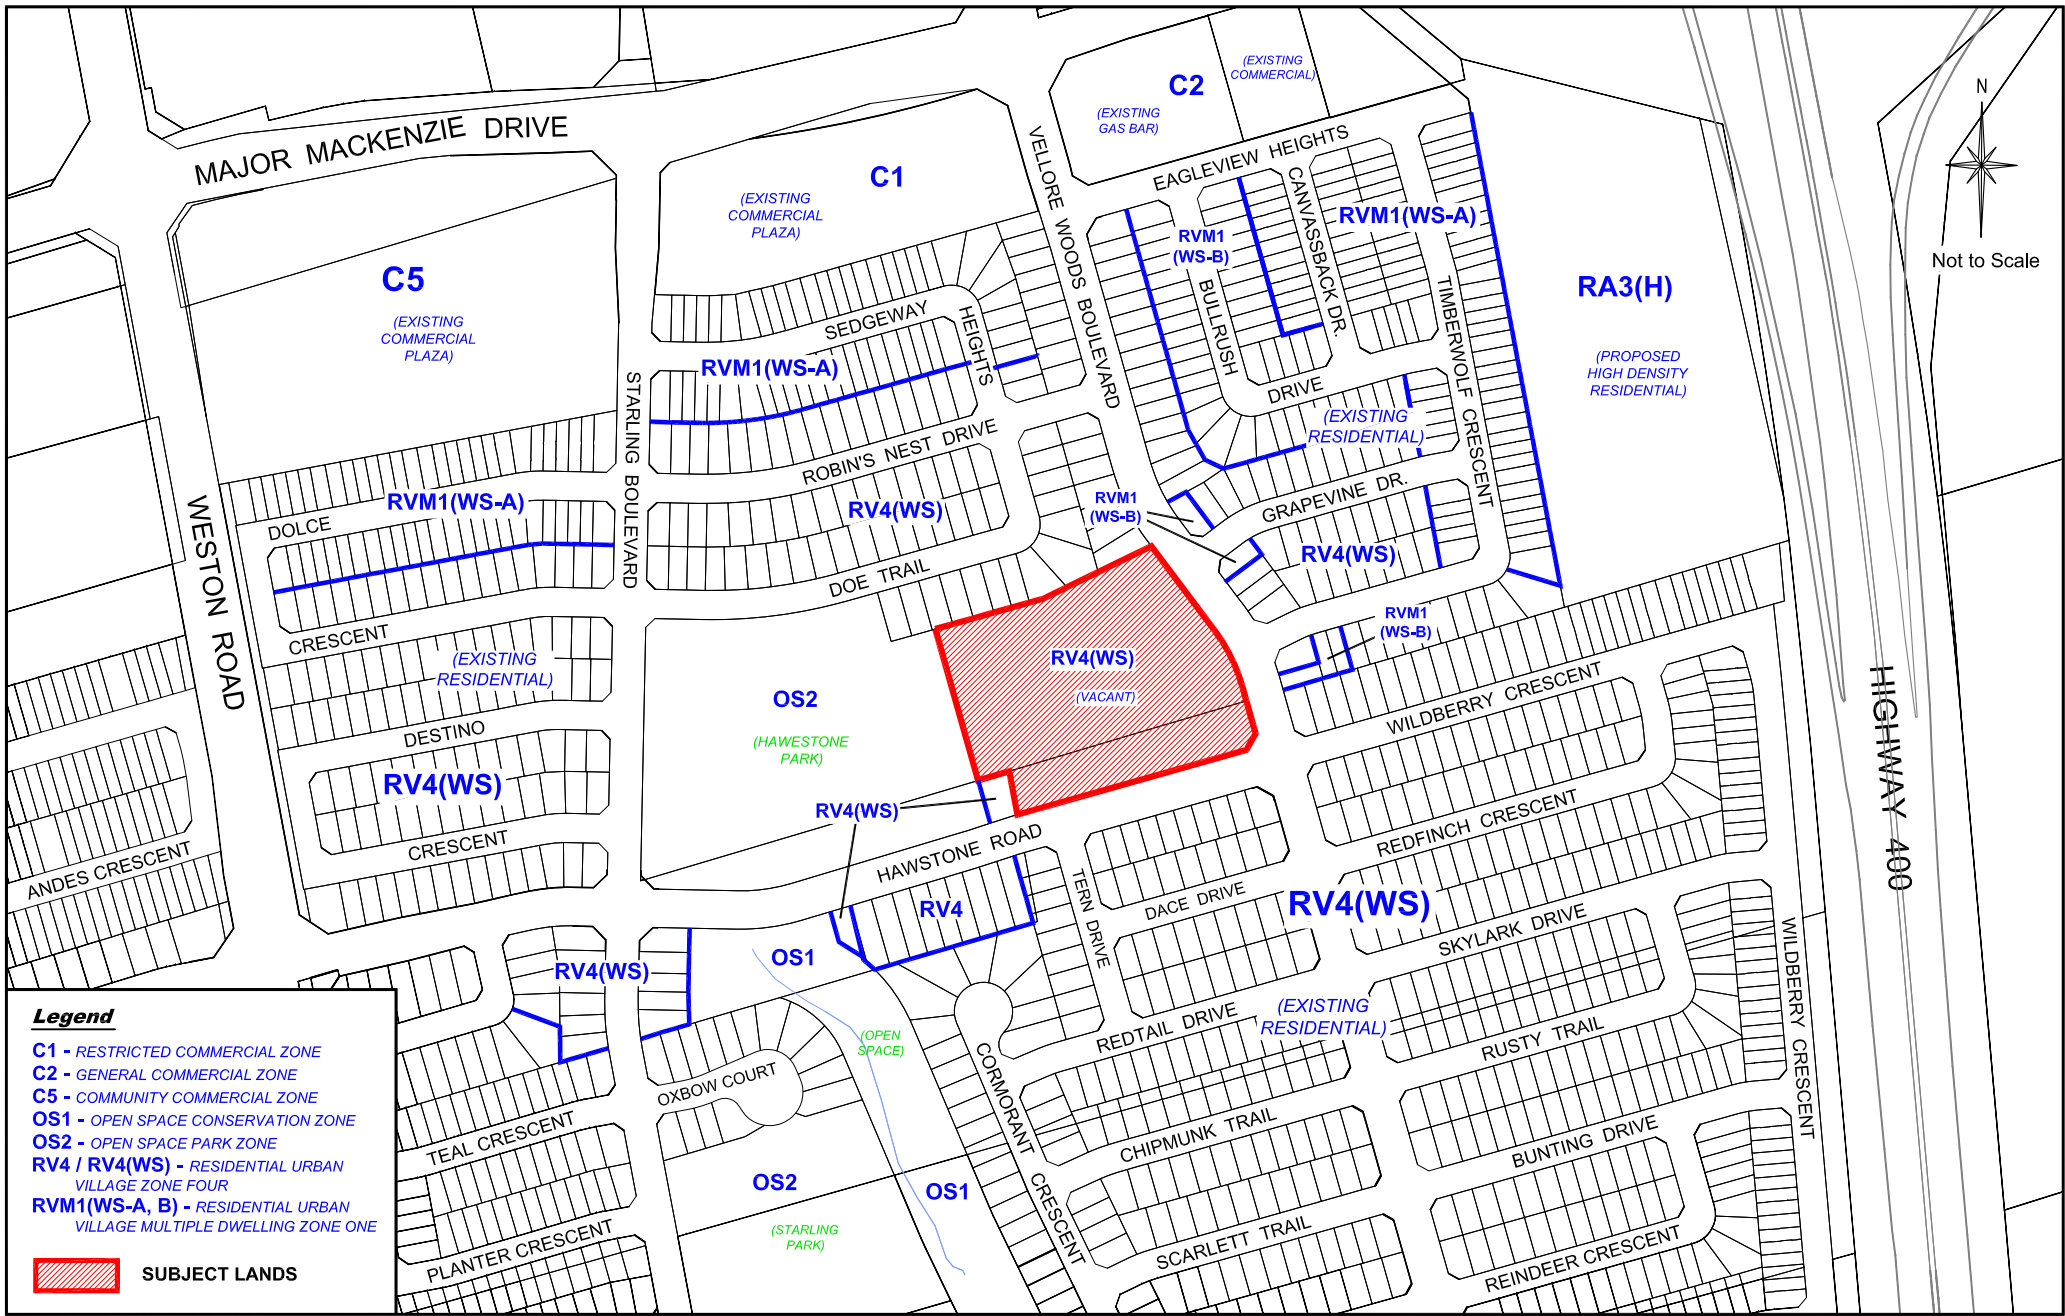 MAJOR MACKENZIE DRIVE
C2
(EXISTING
COMMERCIAL)
(EXISTING
GAS BAR)
N
Not to Scale
C1
(EXISTING
COMMERCIAL
PLAZA)
VELLORE WOODS BOULEVARD
EAGLEVIEW HEIGHTS
CANVASSBACK DR.
RVM1(WS-A)
RVM1
(WS-B)
BULLRUSH
DRIVE
TIMBERWOLF CRESCENT
RA3(H)
(PROPOSED
HIGH DENSITY
RESIDENTIAL)
C5
(EXISTING
COMMERCIAL
PLAZA)
SEDGEWAY
HEIGHTS
RVM1(WS-A)
STARLING BOULEVARD
(EXISTING
RESIDENTIAL)
ROBIN'S NEST DRIVE
RV4(WS)
GRAPEVINE DR.
RVM1
(WS-B)
RV4(WS)
WESTON ROAD
RVM1(WS-A)
DOLCE
CRESCENT
DOE TRAIL
RVM1
(WS-B)
(EXISTING
RESIDENTIAL)
RV4(WS)
(VACANT)
OS2
(HAWESTONE
PARK)
DESTINO
RV4(WS)
CRESCENT
WILDBERRY CRESCENT
HIGHWAY 400
RV4(WS)
HAWSTONE ROAD
REDFINCH CRESCENT
ANDES CRESCENT
RV4
TERN DRIVE
DACE DRIVE
RV4(WS)
SKYLARK DRIVE
WILDBERRY CRESCENT
RV4(WS)
OS1
(OPEN
SPACE)
REDTAIL DRIVE
(EXISTING
RESIDENTIAL)
RUSTY TRAIL
OXBOW COURT
CORMORANT CRESCENT
TEAL CRESCENT
CHIPMUNK TRAIL
BUNTING DRIVE
OS2
OS1
(STARLING
PARK)
PLANTER CRESCENT
SCARLETT TRAIL
REINDEER CRESCENT
Legend
C1 - RESTRICTED COMMERCIAL ZONE
C2 - GENERAL COMMERCIAL ZONE
C5 - COMMUNITY COMMERCIAL ZONE
OS1 - OPEN SPACE CONSERVATION ZONE
OS2 - OPEN SPACE PARK ZONE
RV4 / RV4(WS) - RESIDENTIAL URBAN
VILLAGE ZONE FOUR
RVM1(WS-A, B) - RESIDENTIAL URBAN
VILLAGE MULTIPLE DWELLING ZONE ONE
SUBJECT LANDS